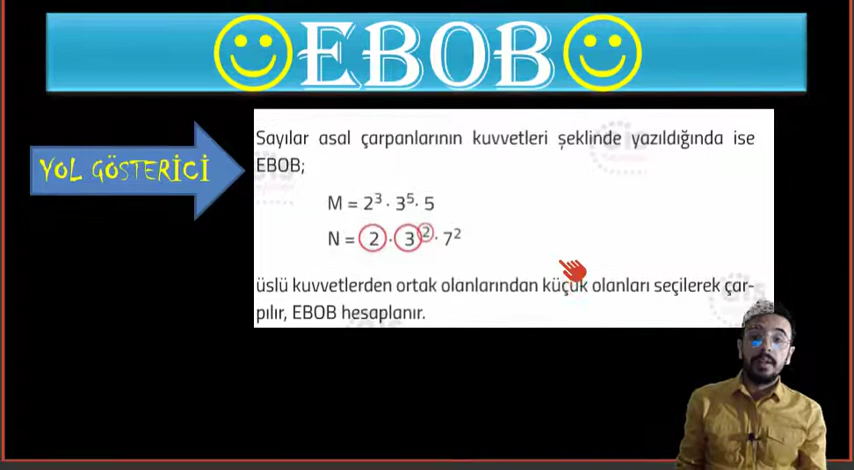 EBOB
YOL GÖSTERİCİ
Sayılar asal çarpanlarının kuvvetleri şeklinde yazıldığında ise
EBOB;
M = 2³ · 3⁵ · 5
N = 2 · 3² · 7²
üslü kuvvetlerden ortak olanlarından küçük olanları seçilerek çar-
pılır, EBOB hesaplanır.